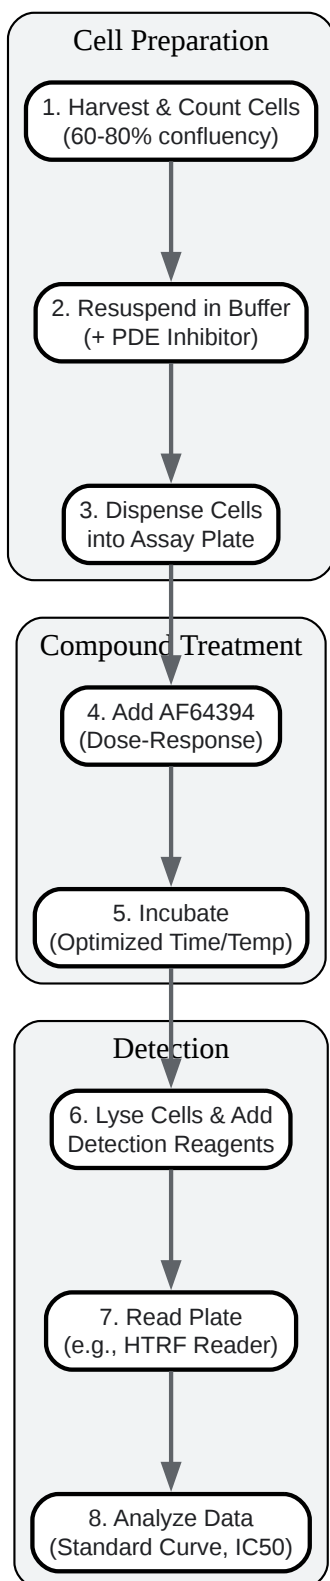 Cell Preparation
1. Harvest & Count Cells
(60-80% confluency)
2. Resuspend in Buffer
(+ PDE Inhibitor)
3. Dispense Cells
into Assay Plate
Compound Treatment
4. Add AF64394
(Dose-Response)
5. Incubate
(Optimized Time/Temp)
Detection
6. Lyse Cells & Add
Detection Reagents
7. Read Plate
(e.g., HTRF Reader)
8. Analyze Data
(Standard Curve, IC50)